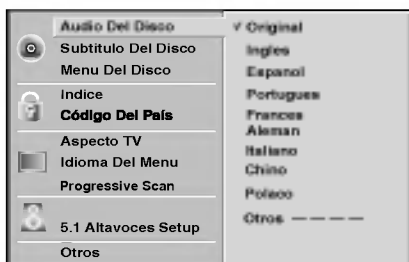 Audio Del Disco
Subtitulo Del Disco
Menu Del Disco
Indice
Código Del País
Aspecto TV
Idioma Del Menu
Progressive Scan
5.1 Altavoces Setup
Otros
√ Original
Ingles
Espanol
Portugues
Frances
Aleman
Italiano
Chino
Polaco
Otros — — — —